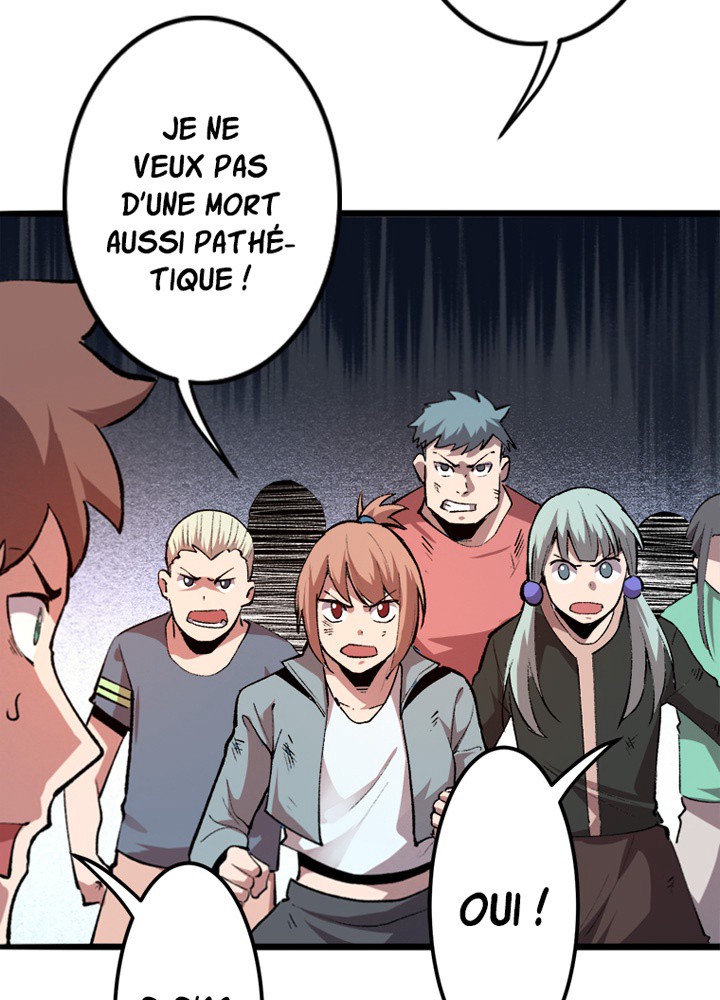 JE NE
VEUX PAS
D'UNE MORT
AUSSI PATHÉ-
TIQUE !
OUI !